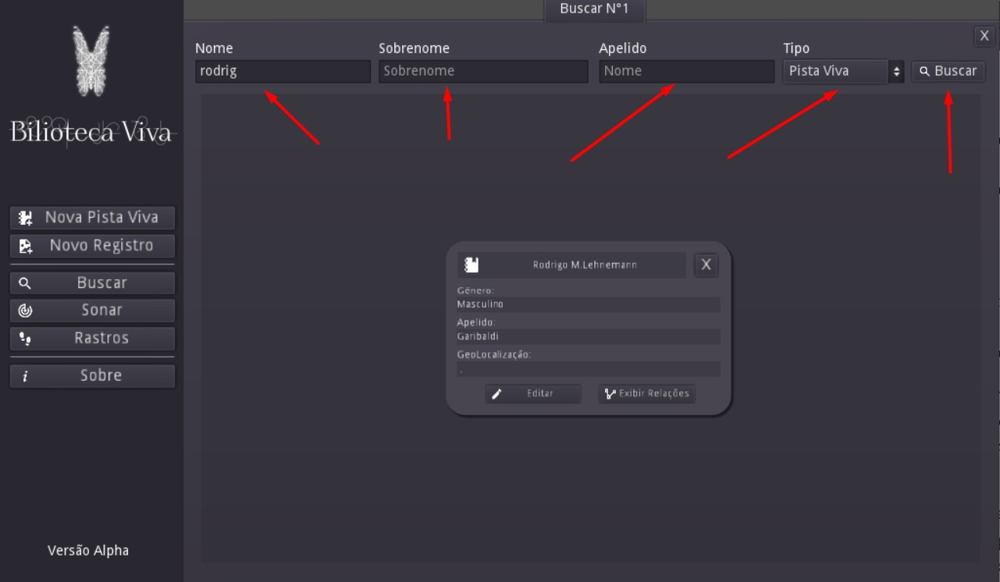 Buscar N°1
X
Nome Sobrenome Apelido Tipo
rodrig Sobrenome Nome Pista Viva Buscar
Bilioteca Viva
Nova Pista Viva
Novo Registro
Buscar
Sonar
Rastros
Sobre
Versão Alpha
Rodrigo M.Lehnemann X
Gênero:
Masculino
Apelido:
Garibaldi
GeoLocalização:
.
Editar Exibir Relações